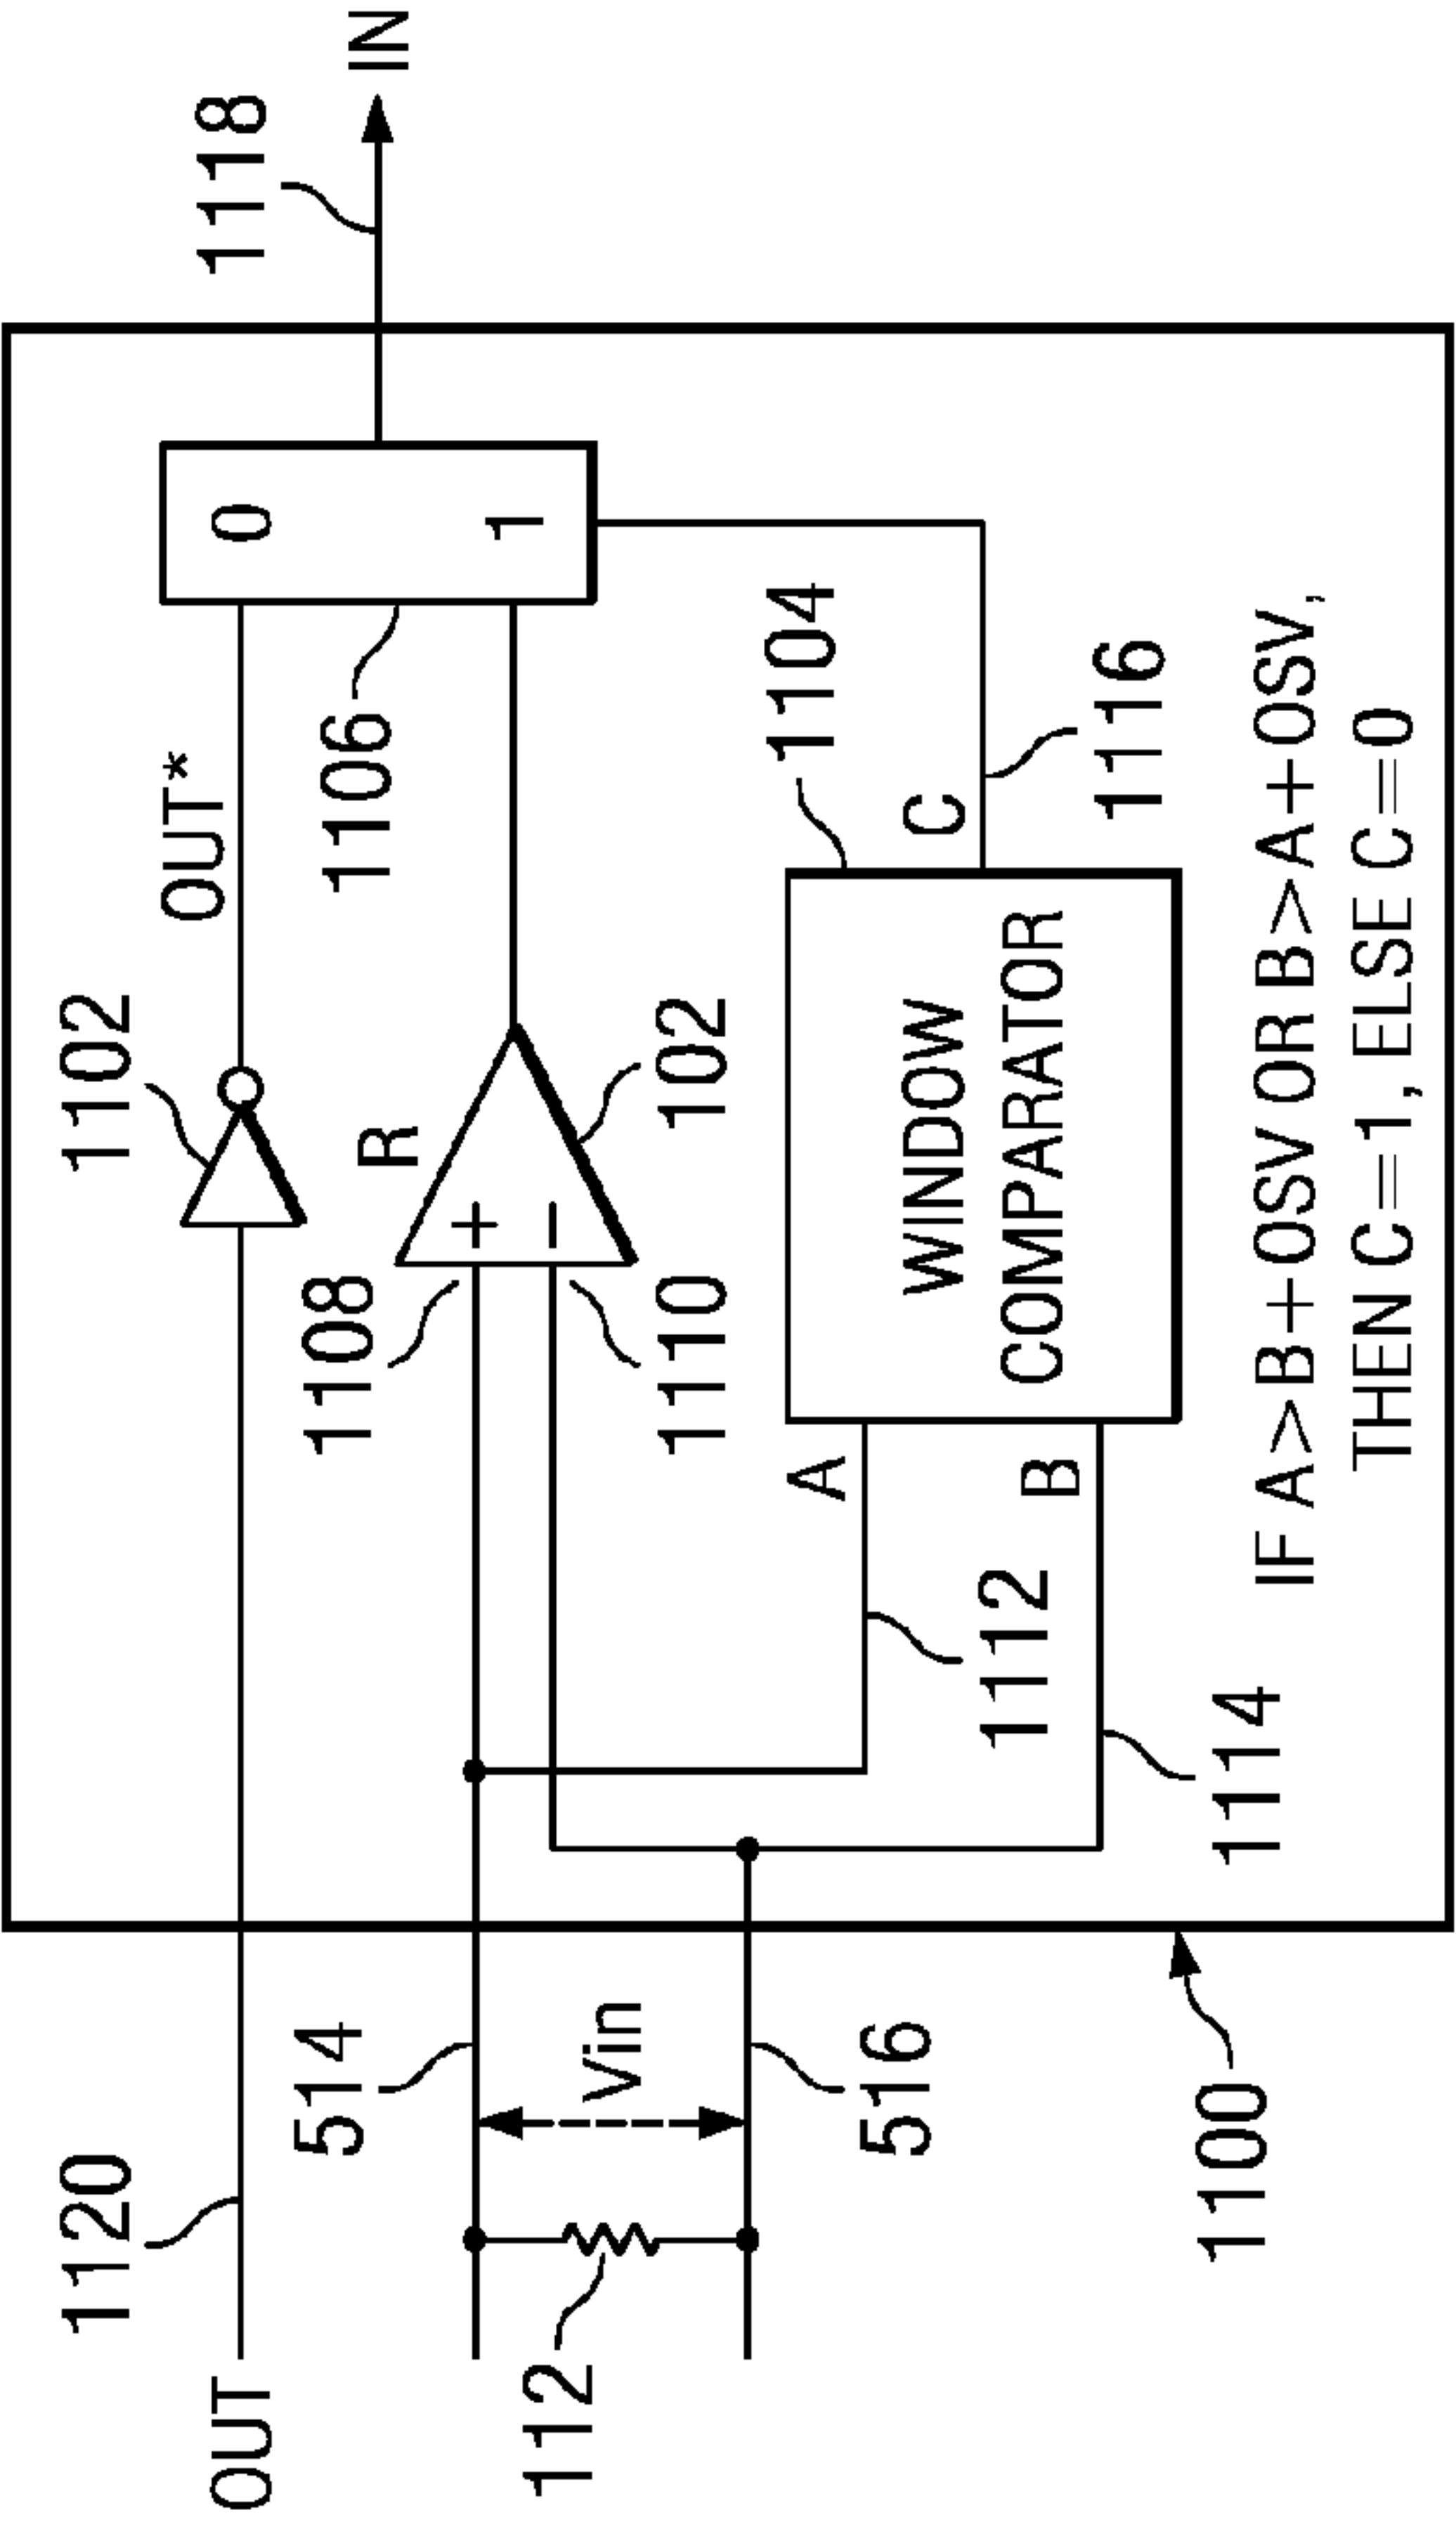 1120
OUT
1102
OUT*
1118
IN
514
1108
R
1106
0
112
Vin
+
−
1110
102
1
516
A
1104
1112
WINDOW
COMPARATOR
C
B
1116
1100
1114
IF A>B+OSV OR B>A+OSV,
THEN C=1, ELSE C=0